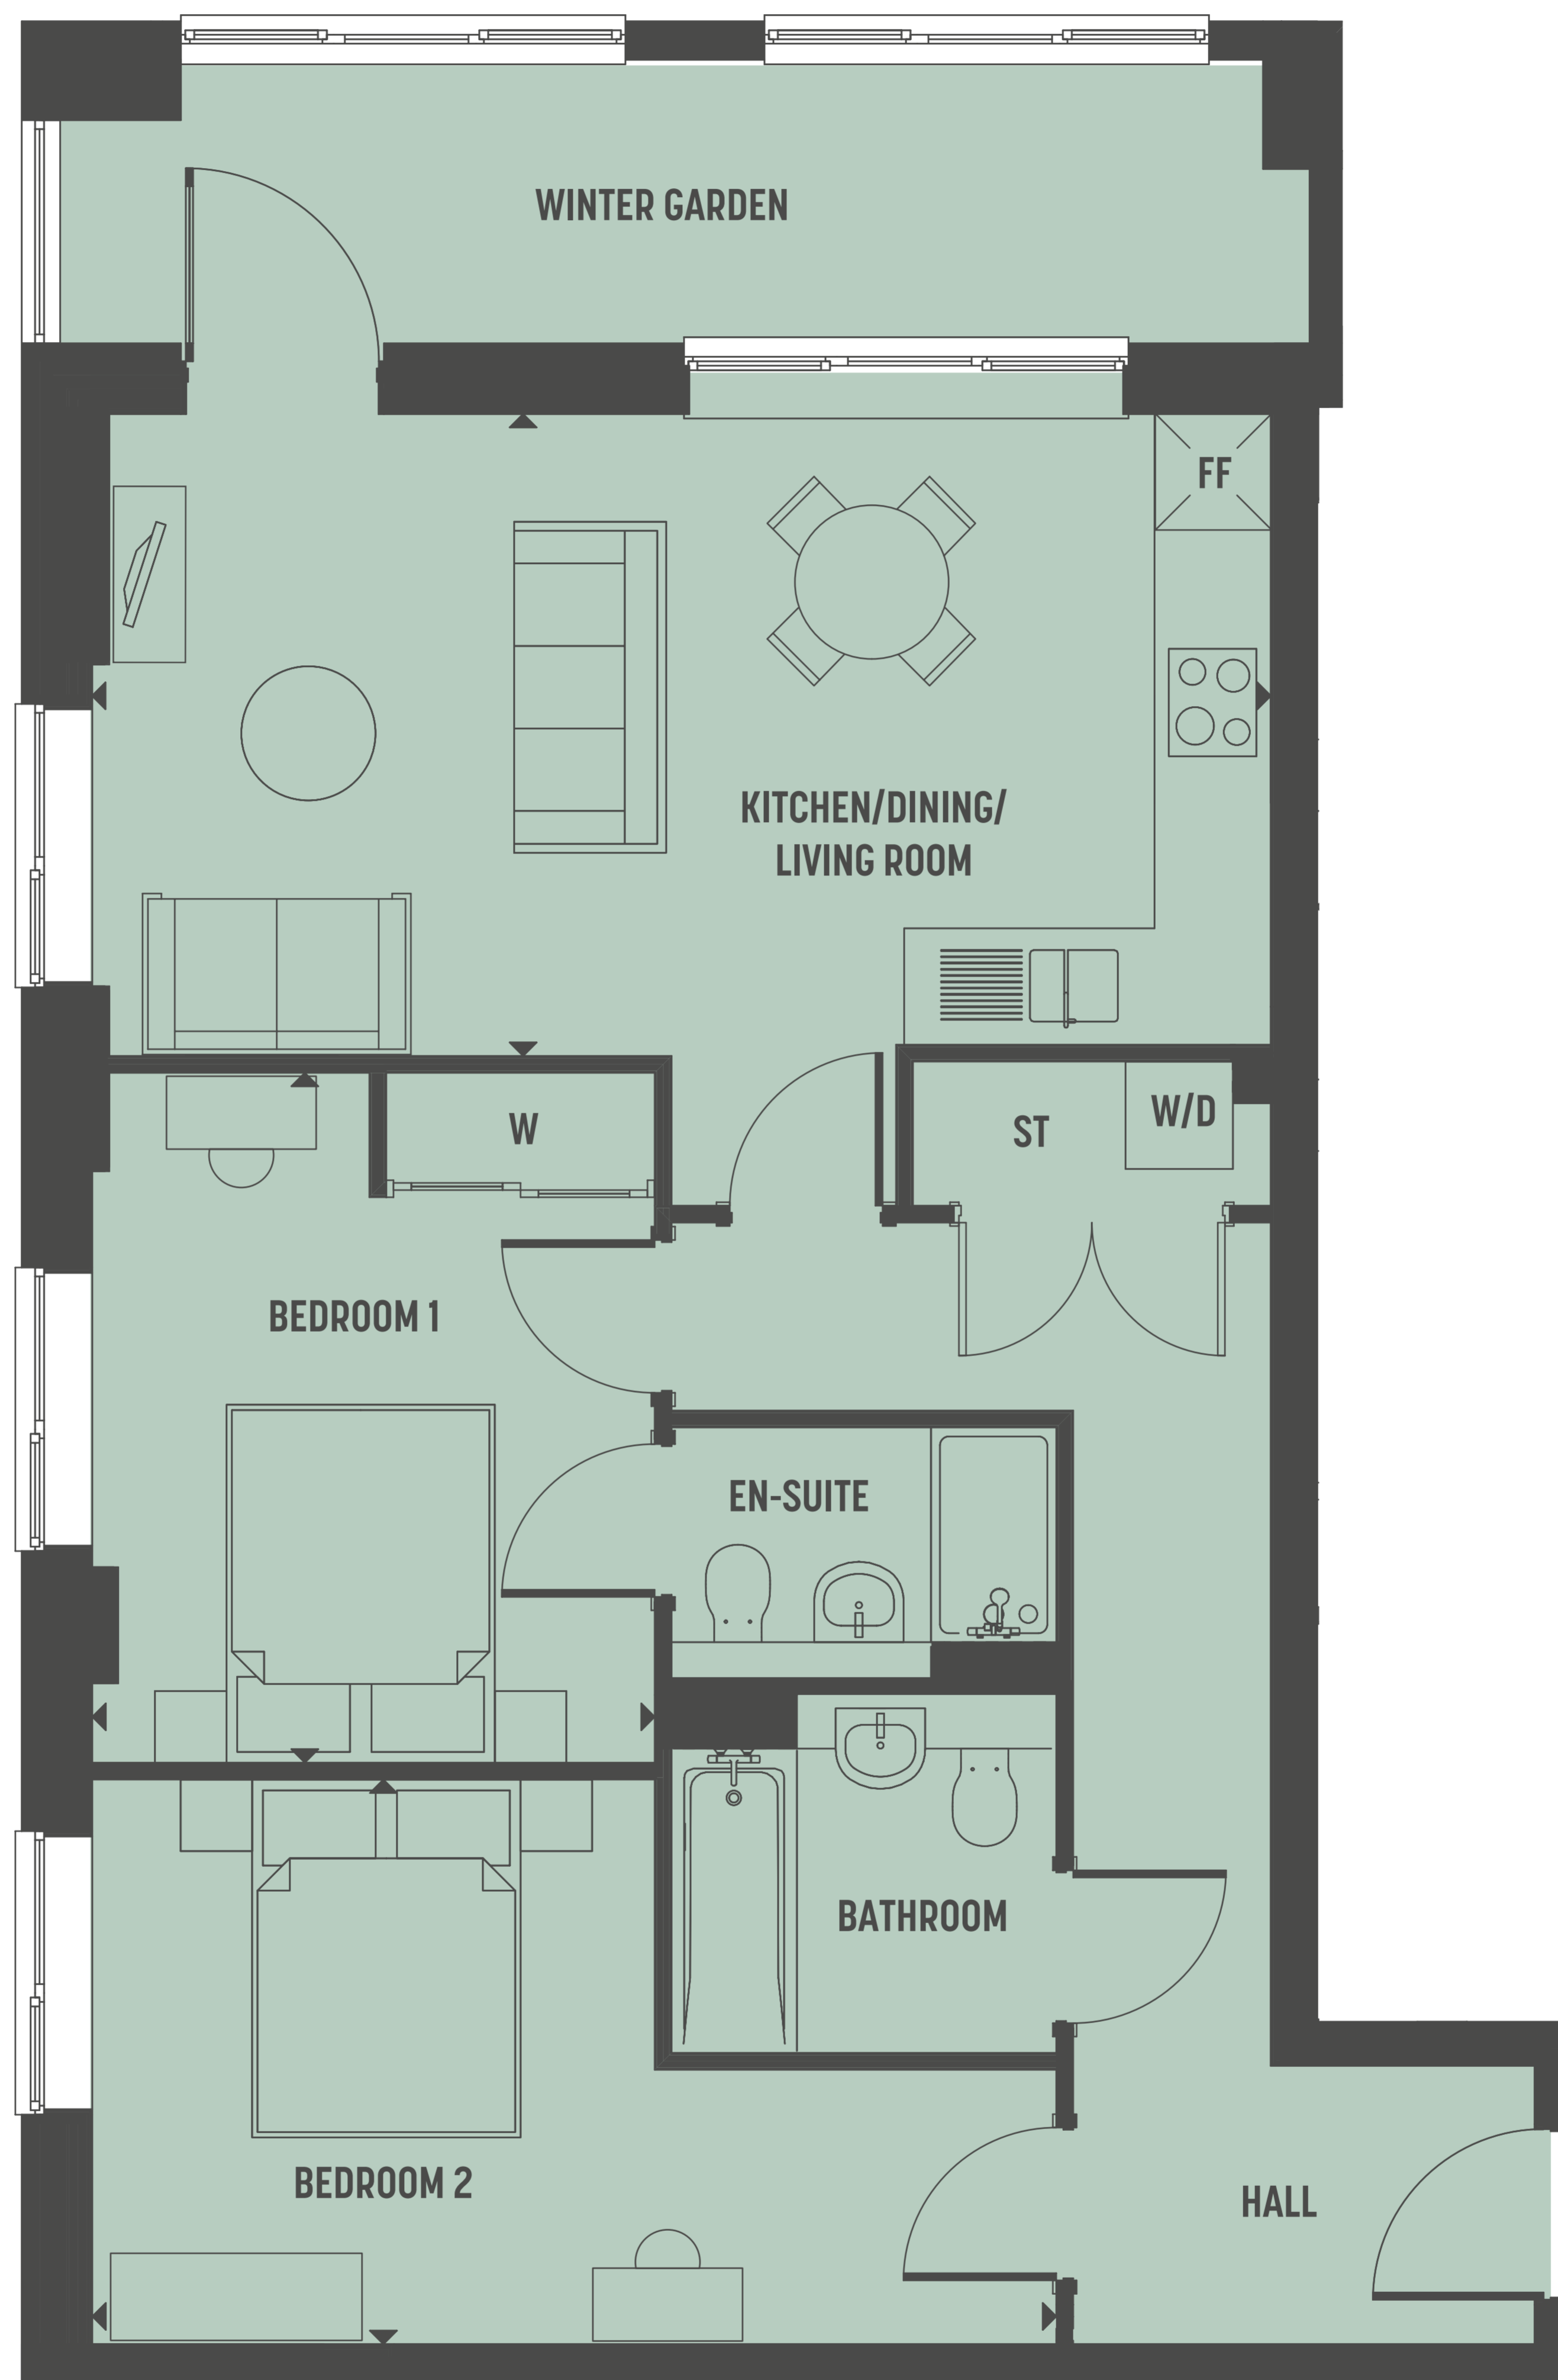 WINTER GARDEN
FF
KITCHEN/DINING/
LIVING ROOM
W
ST
W/D
BEDROOM 1
EN-SUITE
BATHROOM
BEDROOM 2
HALL